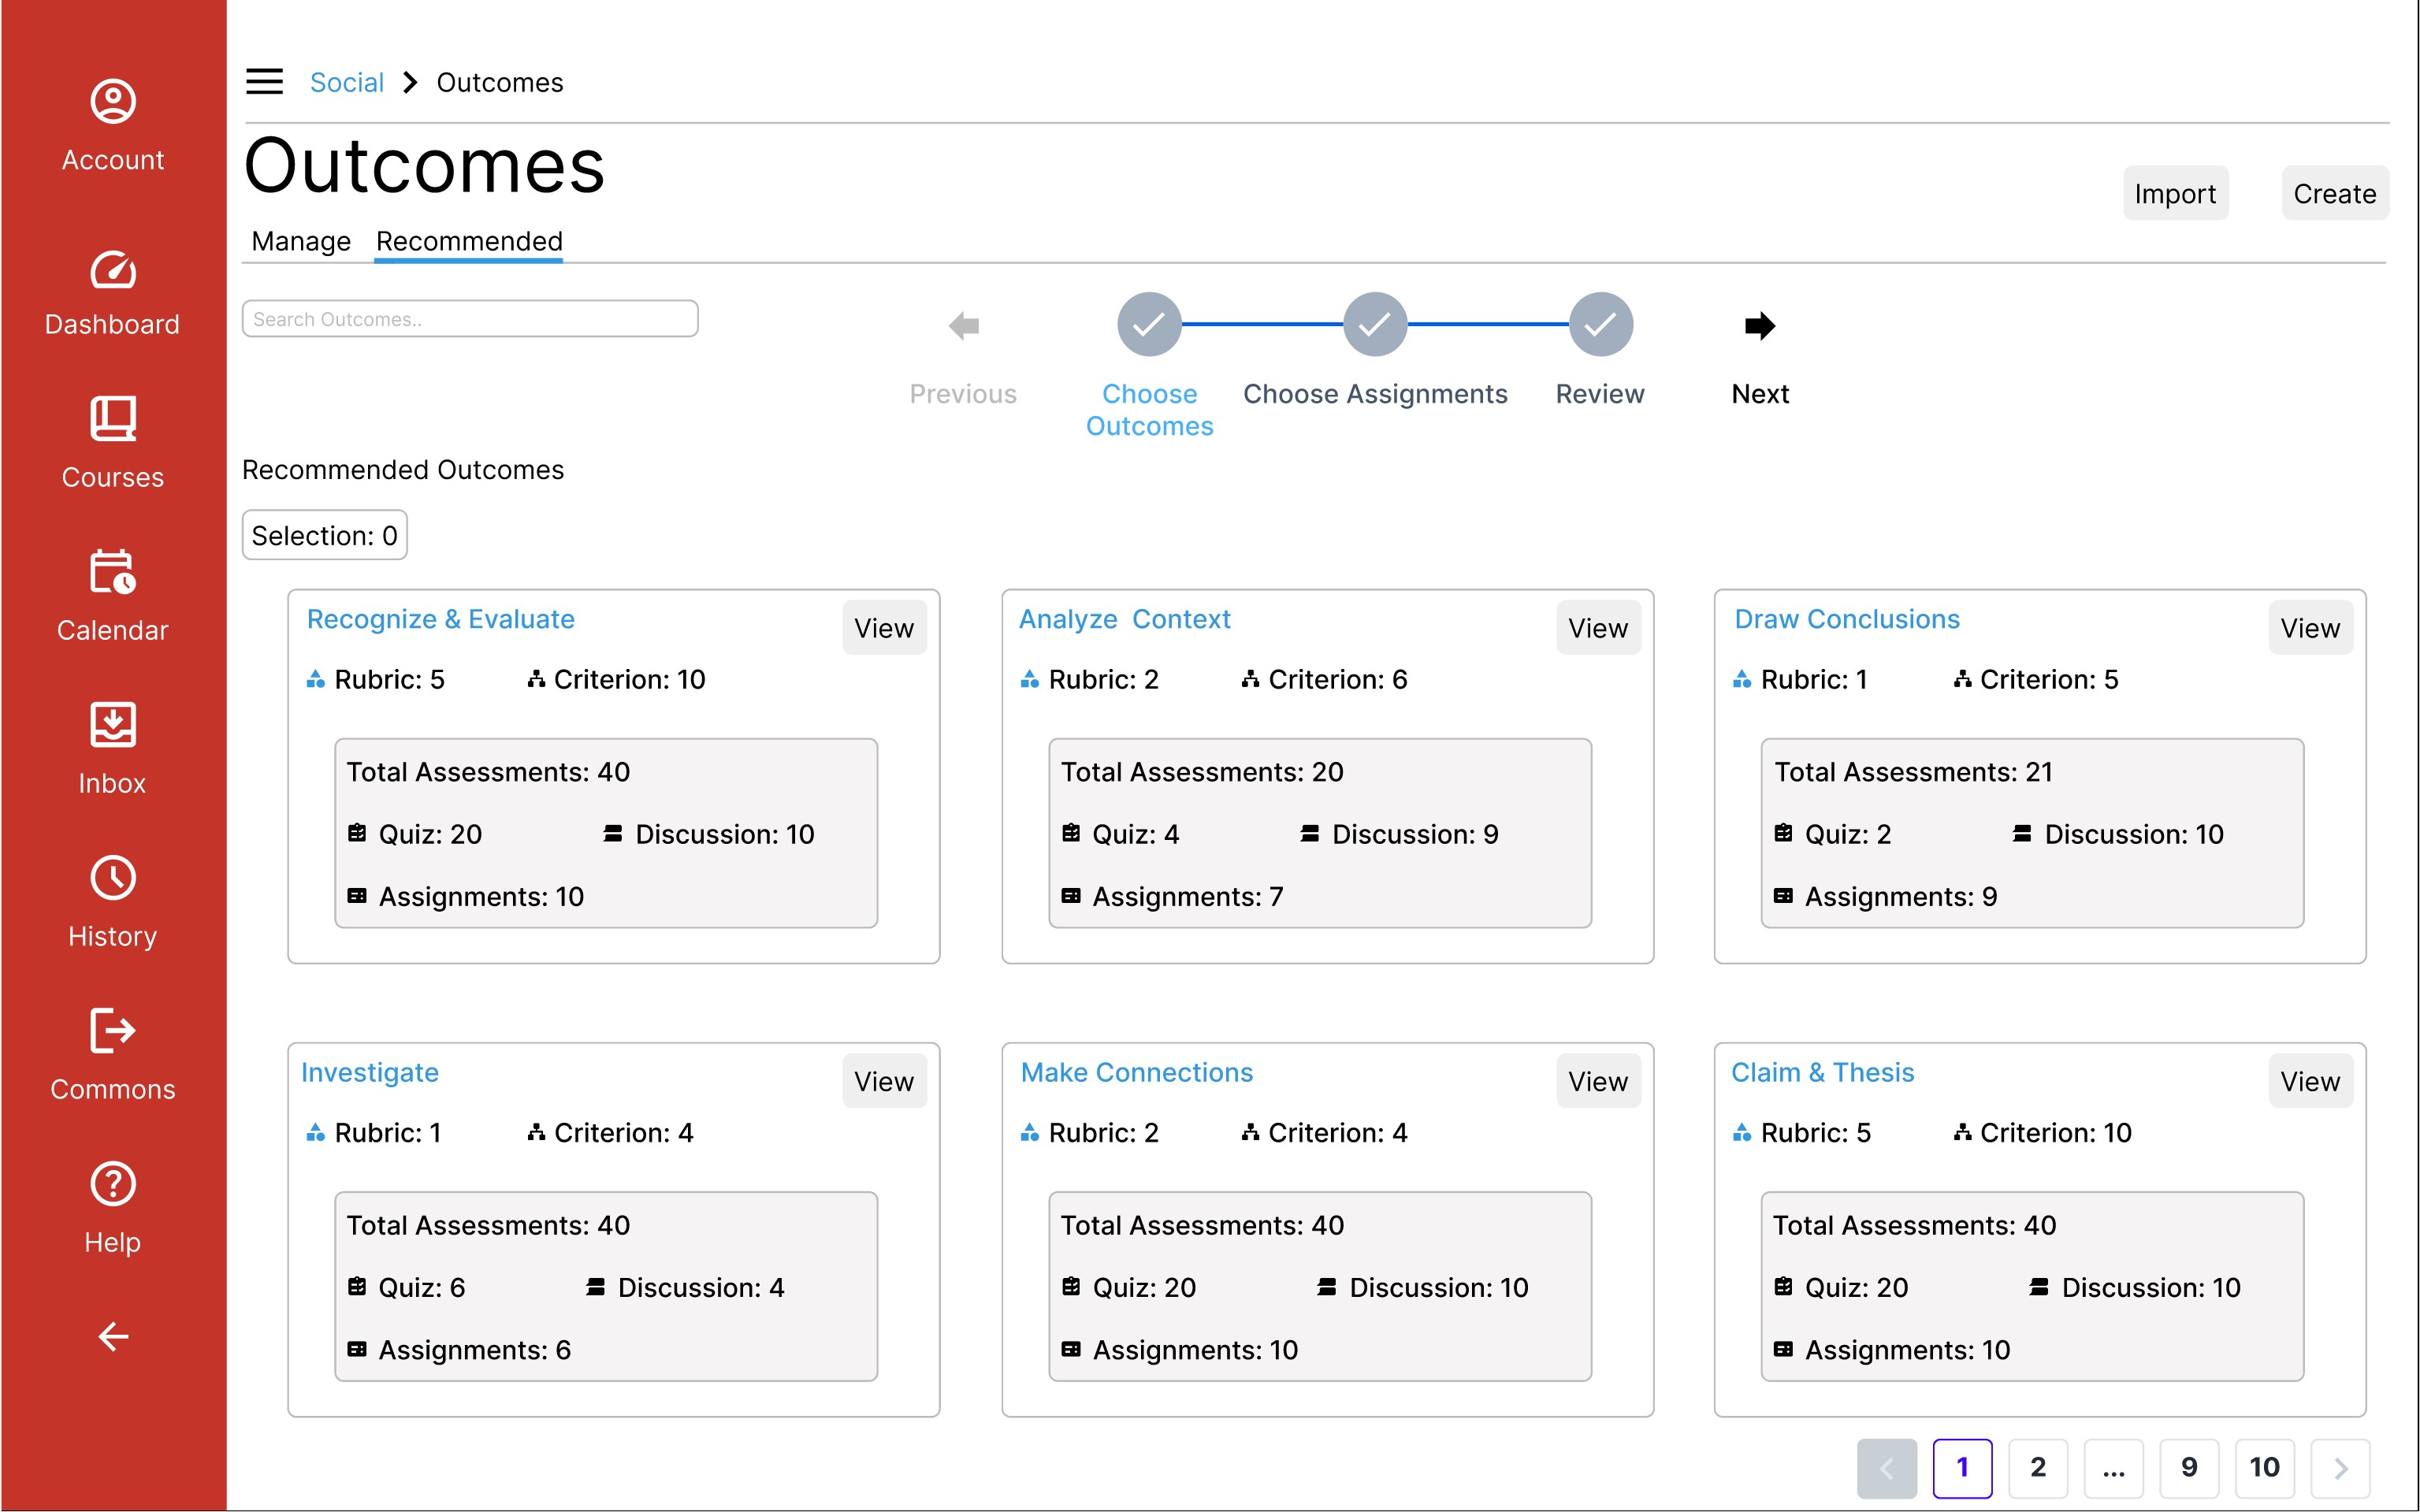 Account
Dashboard
Courses
Calendar
Inbox
History
Commons
Help
Social Outcomes
Outcomes
Import Create
Manage Recommended
Search Outcomes..
Previous
Choose
Outcomes
Choose Assignments
Review
Next
Recommended Outcomes
Selection: 0
Recognize & Evaluate
View
Rubric: 5 Criterion: 10
Total Assessments: 40
Quiz: 20 Discussion: 10
Assignments: 10
Analyze Context
View
Rubric: 2 Criterion: 6
Total Assessments: 20
Quiz: 4 Discussion: 9
Assignments: 7
Draw Conclusions
View
Rubric: 1 Criterion: 5
Total Assessments: 21
Quiz: 2 Discussion: 10
Assignments: 9
Investigate
View
Rubric: 1 Criterion: 4
Total Assessments: 40
Quiz: 6 Discussion: 4
Assignments: 6
Make Connections
View
Rubric: 2 Criterion: 4
Total Assessments: 40
Quiz: 20 Discussion: 10
Assignments: 10
Claim & Thesis
View
Rubric: 5 Criterion: 10
Total Assessments: 40
Quiz: 20 Discussion: 10
Assignments: 10
1 2 ... 9 10